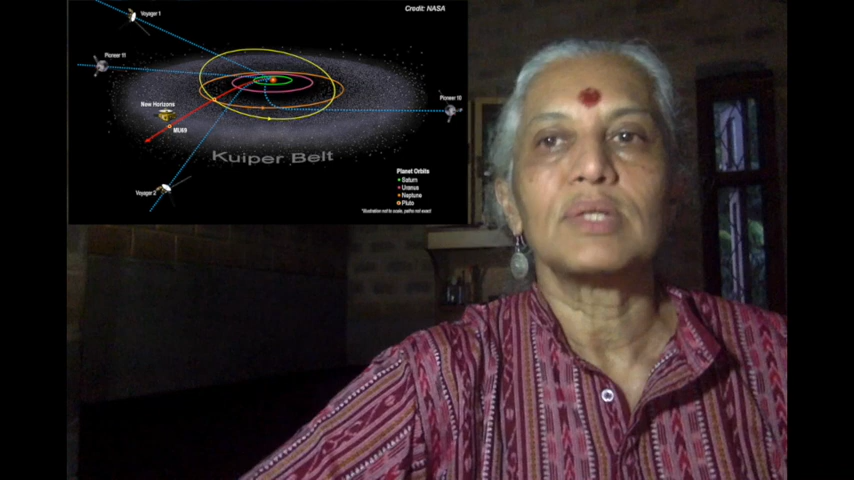 Credit: NASA
Voyager 1
Pioneer 11
Pioneer 10
New Horizons
MU69
Kuiper Belt
Voyager 2
Planet Orbits
Saturn
Uranus
Neptune
Pluto
*Illustration not to scale, paths not exact